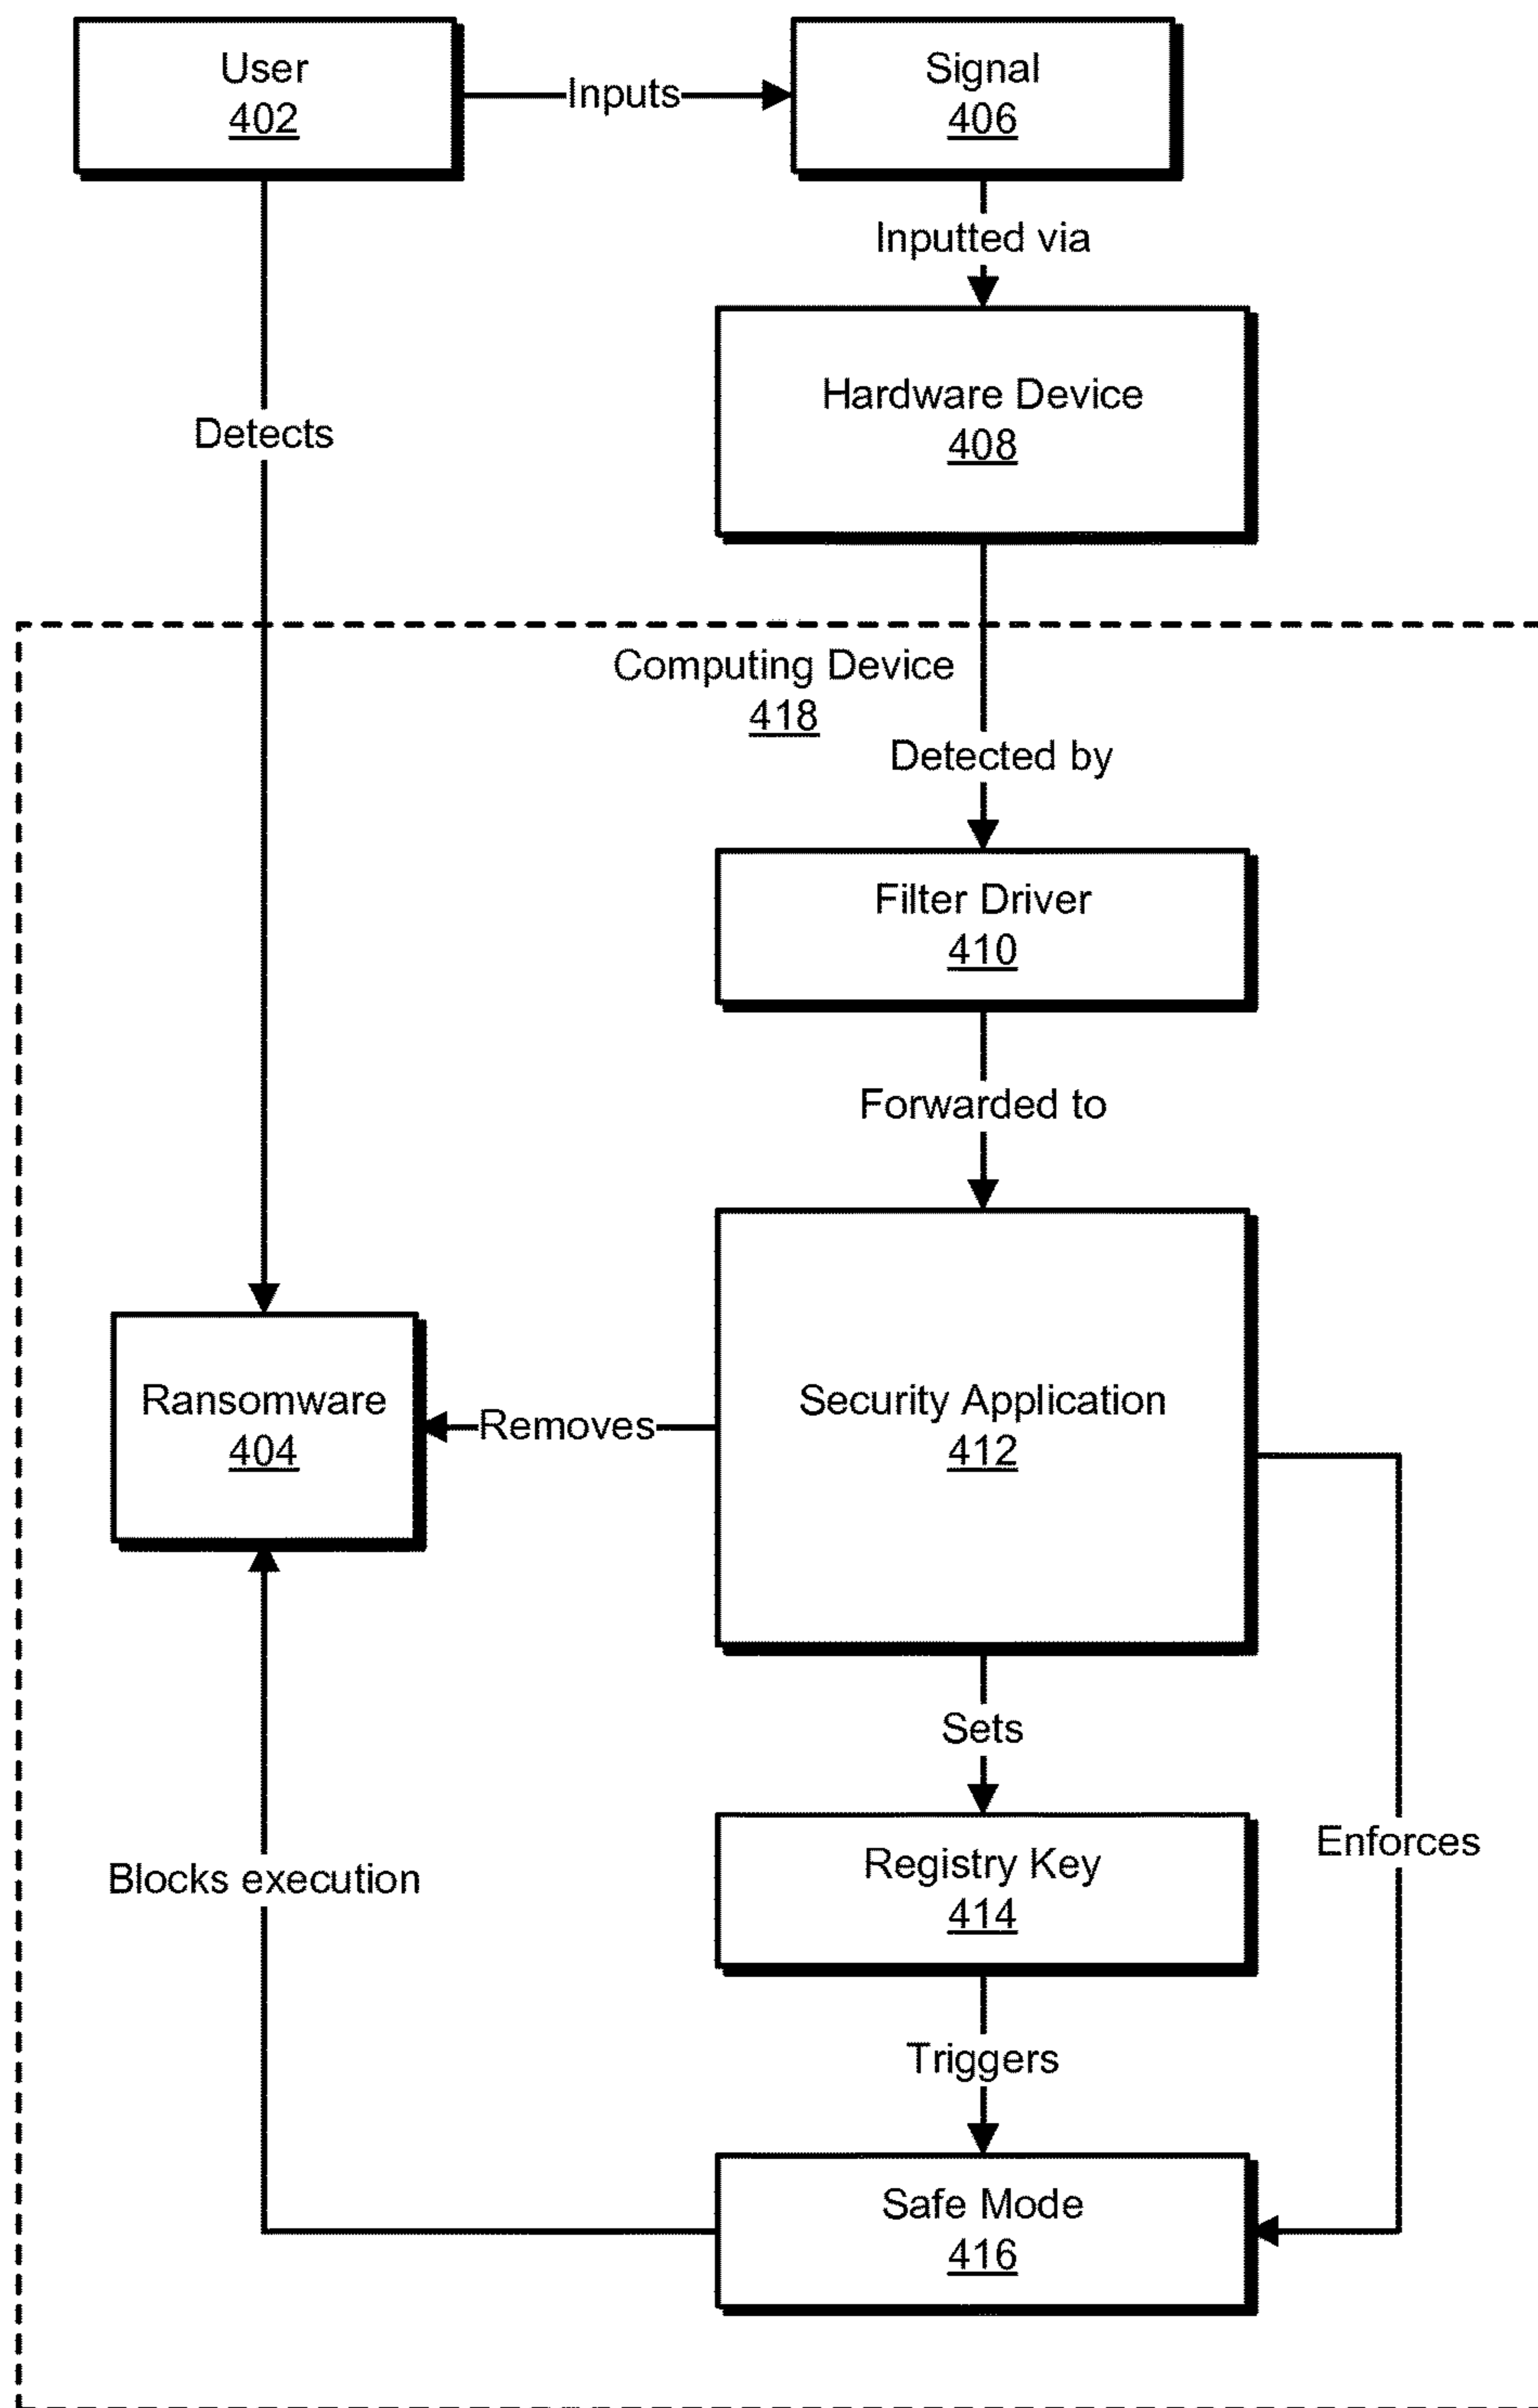 User
402
Inputs
Signal
406
Inputted via
Hardware Device
408
Detects
Computing Device
418
Detected by
Filter Driver
410
Forwarded to
Ransomware
404
Removes
Security Application
412
Sets
Registry Key
414
Enforces
Blocks execution
Triggers
Safe Mode
416